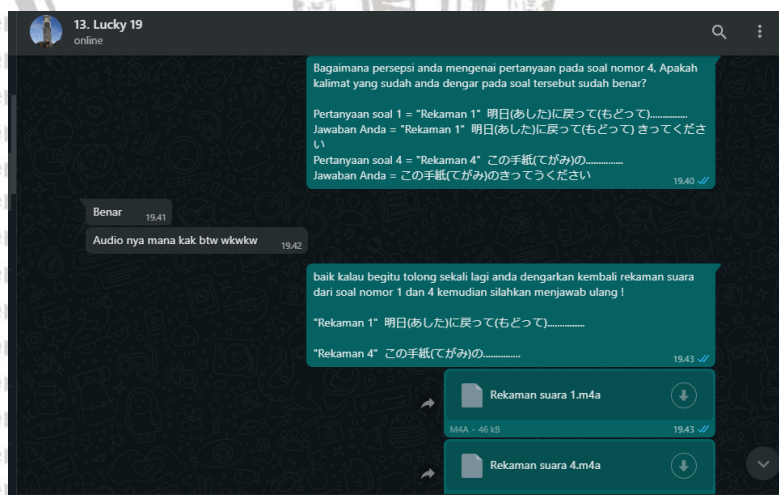 13. Lucky 19
online
Bagaimana persepsi anda mengenai pertanyaan pada soal nomor 4, Apakah
kalimat yang sudah anda dengar pada soal tersebut sudah benar?
Pertanyaan soal 1 = "Rekaman 1" 明日(あした)に戻って(もどって)...............
Jawaban Anda = "Rekaman 1" 明日(あした)に戻って(もどって) きってくださ
い
Pertanyaan soal 4 = "Rekaman 4" この手紙(てがみ)の...............
Jawaban Anda = この手紙(てがみ)のきってうください
19.40
Benar
19.41
Audio nya mana kak btw wkwkw
19.42
baik kalau begitu tolong sekali lagi anda dengarkan kembali rekaman suara
dari soal nomor 1 dan 4 kemudian silahkan menjawab ulang !
"Rekaman 1" 明日(あした)に戻って(もどって)...............
"Rekaman 4" この手紙(てがみ)の...............
19.43
Rekaman suara 1.m4a
M4A • 46 kB
19.43
Rekaman suara 4.m4a